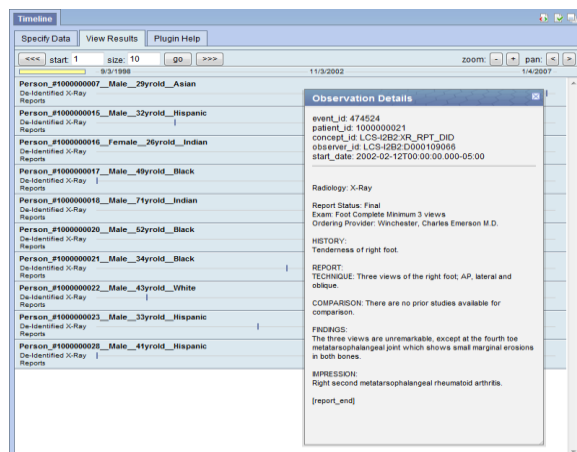 Timeline
Specify Data View Results Plugin Help
<<< start: 1 size: 10 go >>> zoom: - + pan: < >
9/3/1998 11/3/2002 1/4/2007
Person_#1000000007__Male__29yrold__Asian
De-Identified X-Ray
Reports
Person_#1000000015__Male__32yrold__Hispanic
De-Identified X-Ray
Reports
Person_#1000000016__Female__26yrold__Indian
De-Identified X-Ray
Reports
Person_#1000000017__Male__49yrold__Black
De-Identified X-Ray
Reports
Person_#1000000018__Male__71yrold__Indian
De-Identified X-Ray
Reports
Person_#1000000020__Male__52yrold__Black
De-Identified X-Ray
Reports
Person_#1000000021__Male__34yrold__Black
De-Identified X-Ray
Reports
Person_#1000000022__Male__43yrold__White
De-Identified X-Ray
Reports
Person_#1000000023__Male__33yrold__Hispanic
De-Identified X-Ray
Reports
Person_#1000000028__Male__41yrold__Hispanic
De-Identified X-Ray
Reports
Observation Details
event_id: 474524
patient_id: 1000000021
concept_id: LCS-I2B2:XR_RPT_DID
observer_id: LCS-I2B2:D000109066
start_date: 2002-02-12T00:00:00.000-05:00
Radiology: X-Ray
Report Status: Final
Exam: Foot Complete Minimum 3 views
Ordering Provider: Winchester, Charles Emerson M.D.
HISTORY:
Tenderness of right foot.
REPORT:
TECHNIQUE: Three views of the right foot; AP, lateral and
oblique.
COMPARISON: There are no prior studies available for
comparison.
FINDINGS:
The three views are unremarkable, except at the fourth toe
metatarsophalangeal joint which shows small marginal erosions
in both bones.
IMPRESSION:
Right second metatarsophalangeal rheumatoid arthritis.
[report_end]